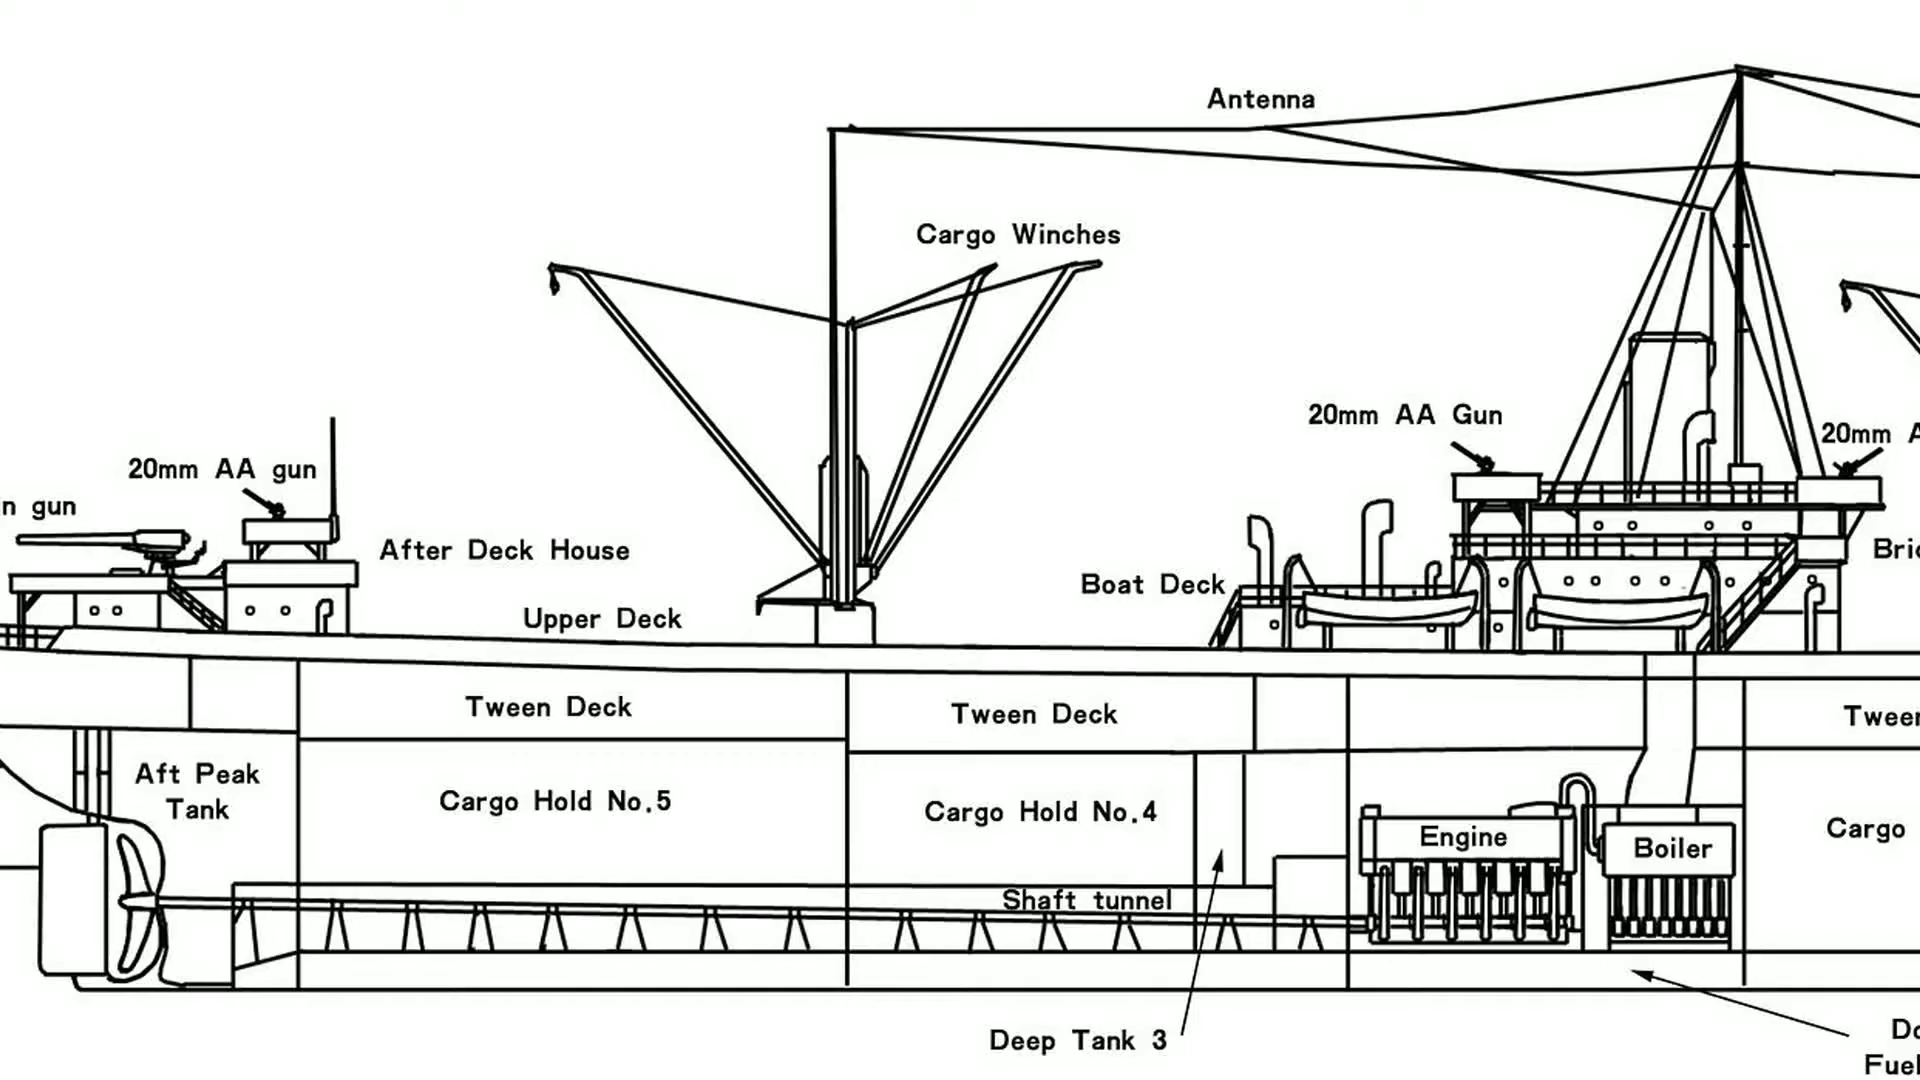 Antenna
Cargo Winches
20mm AA Gun
20mm
20mm AA gun
gun
After Deck House
Boat Deck
Upper Deck
Tween Deck
Tween Deck
Aft Peak
Tank
Cargo Hold No.5
Cargo Hold No.4
Cargo
Engine
Boiler
Shaft tunnel
Deep Tank 3
Fuel